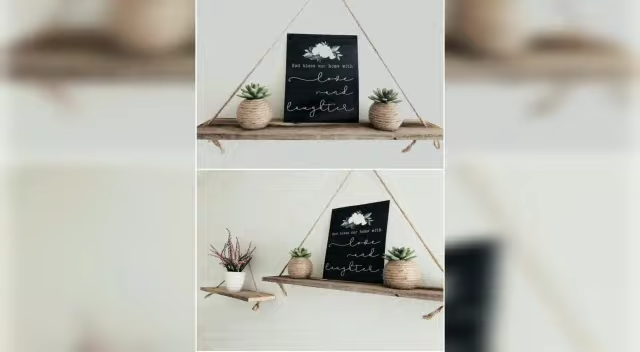 God bless our home with
love
and
laughter
God bless our home with
love
and
laughter